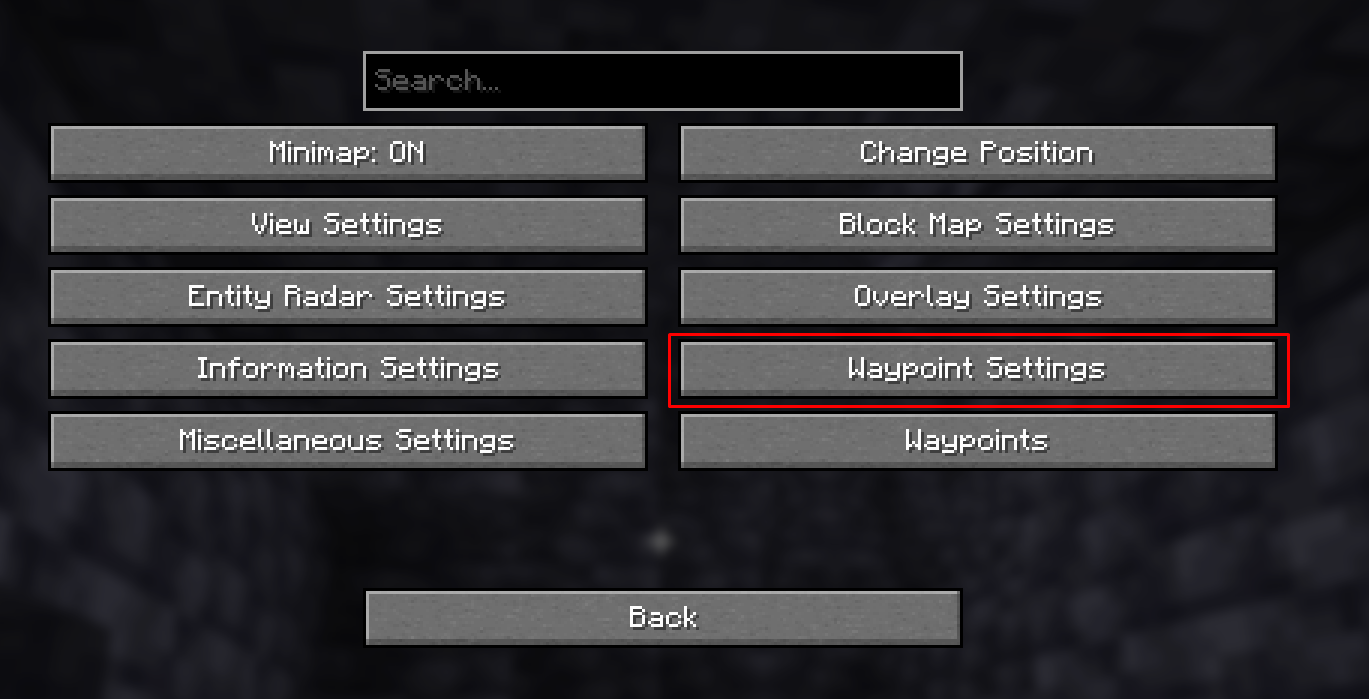 Search...
Minimap: ON
Change Position
View Settings
Block Map Settings
Entity Radar Settings
Overlay Settings
Information Settings
Waypoint Settings
Miscellaneous Settings
Waypoints
Back